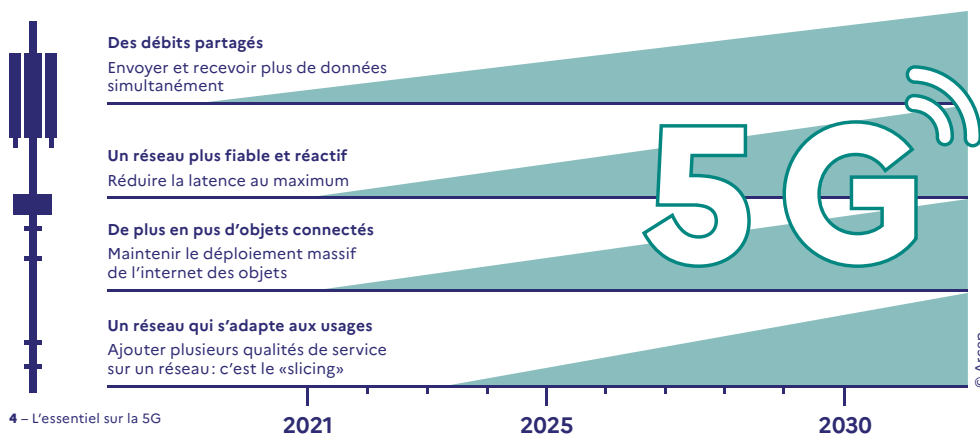 Des débits partagés
Envoyer et recevoir plus de données
simultanément
Un réseau plus fiable et réactif
Réduire la latence au maximum
De plus en pus d'objets connectés
Maintenir le déploiement massif
de l'internet des objets
Un réseau qui s'adapte aux usages
Ajouter plusieurs qualités de service
sur un réseau : c'est le «slicing»
5G
2021
2025
2030
4 – L'essentiel sur la 5G